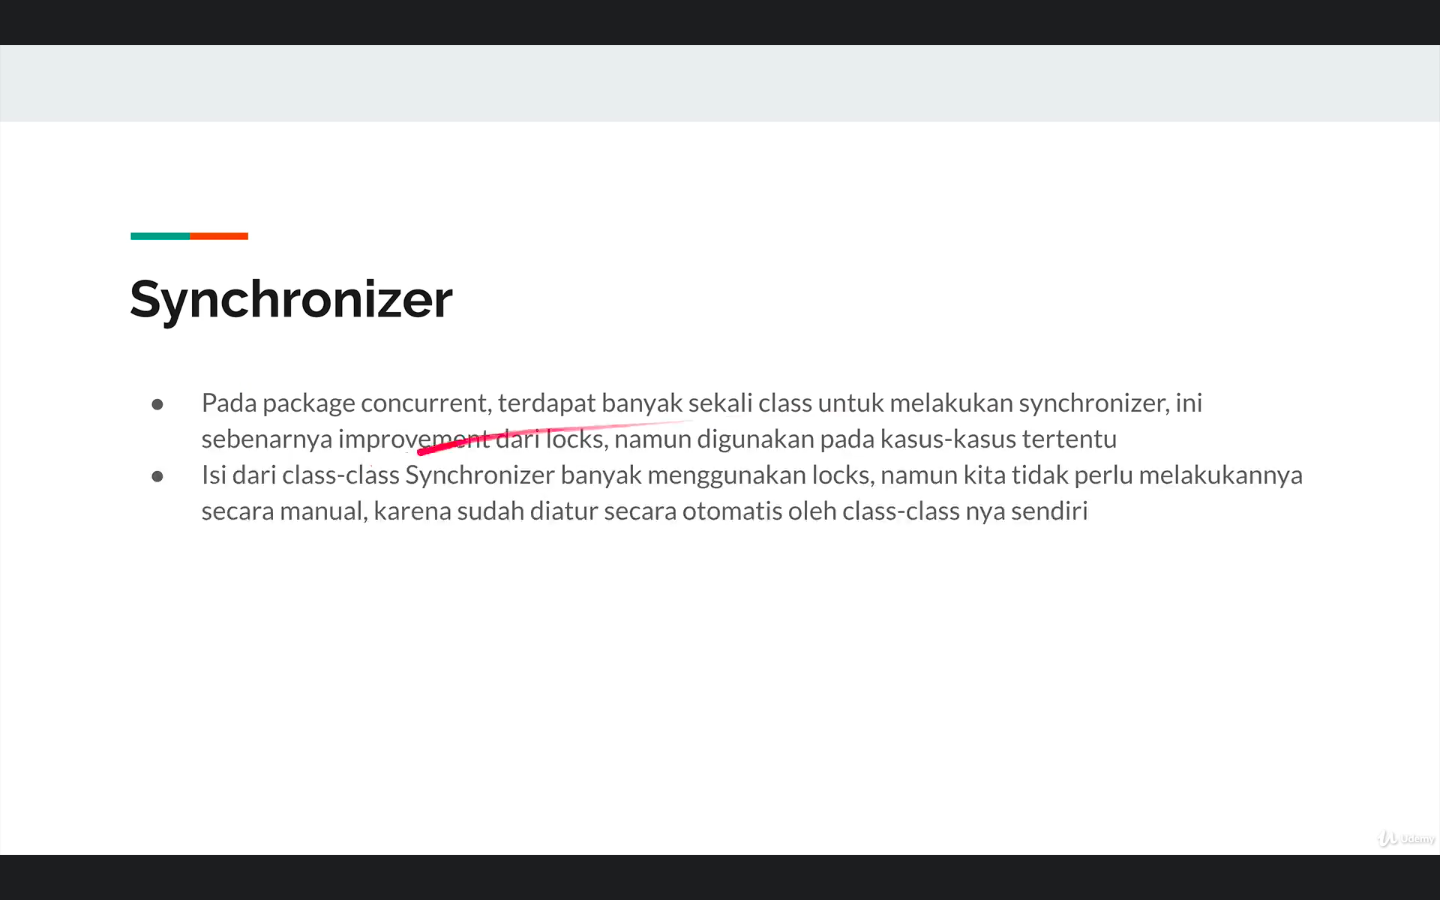 Synchronizer
● Pada package concurrent, terdapat banyak sekali class untuk melakukan synchronizer, ini
sebenarnya improvement dari locks, namun digunakan pada kasus-kasus tertentu
● Isi dari class-class Synchronizer banyak menggunakan locks, namun kita tidak perlu melakukannya
secara manual, karena sudah diatur secara otomatis oleh class-class nya sendiri
Udemy